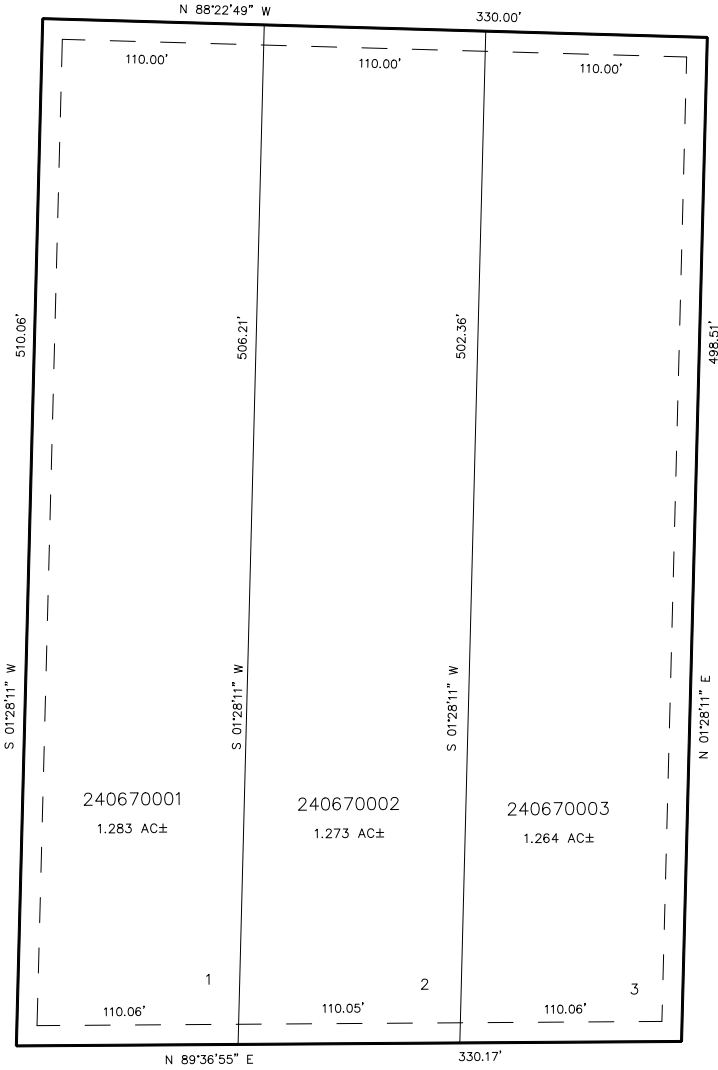 N 88°22'49" W 330.00'
110.00' 110.00' 110.00'
510.06' 506.21' 502.36' 498.51'
S 01°28'11" W S 01°28'11" W S 01°28'11" W N 01°28'11" E
240670001 240670002 240670003
1.283 AC± 1.273 AC± 1.264 AC±
1 2 3
110.06' 110.05' 110.06'
N 89°36'55" E 330.17'